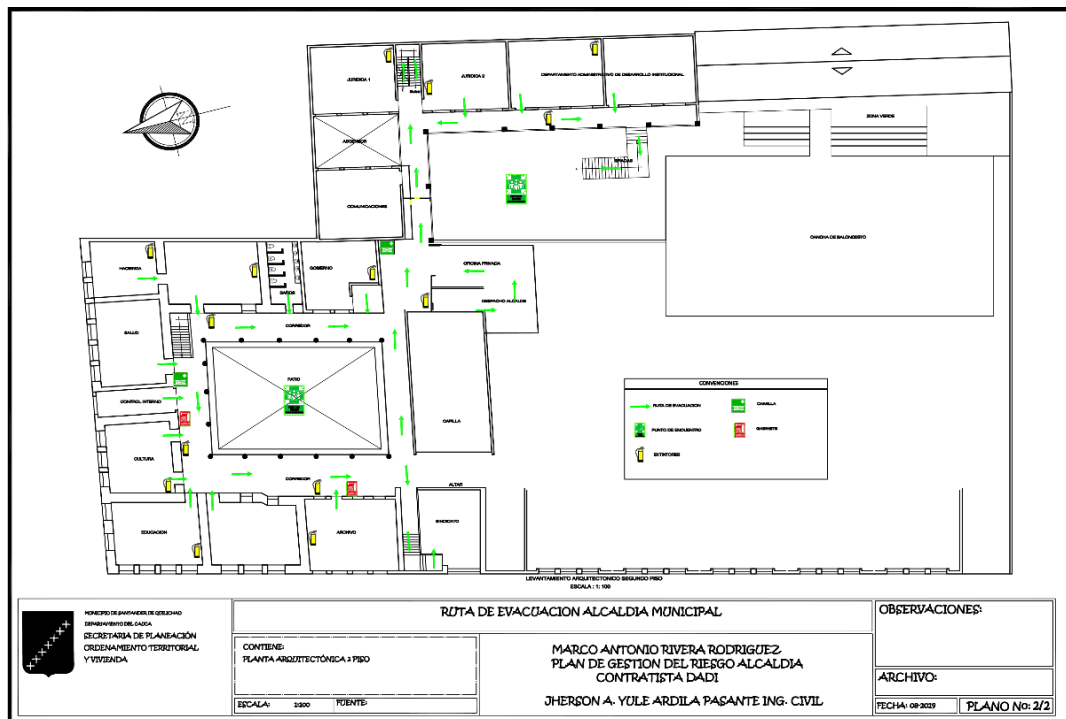 JURIDICA 1
JURIDICA 2
DEPARTAMENTO ADMINISTRATIVO DE DESARROLLO INSTITUCIONAL
ASCENSOR
GRADAS
ZONA VERDE
COMUNICACIONES
CANCHA DE BALONCESTO
HACIENDA
BAÑOS
GOBIERNO
OFICINA PRIVADA
DESPACHO ALCALDE
SALUD
CORREDOR
PATIO
CONTROL INTERNO
CAPILLA
CULTURA
CORREDOR
ALTAR
EDUCACION
ARCHIVO
SINDICATO
CONVENCIONES
RUTA DE EVACUACION
CAMILLA
PUNTO DE ENCUENTRO
GABINETE
EXTINTORES
LEVANTAMIENTO ARQUITECTONICO SEGUNDO PISO
ESCALA : 1: 100
MUNICIPIO DE SANTANDER DE QUILICHAO
DEPARTAMENTO DEL CAUCA
SECRETARIA DE PLANEACIÓN
ORDENAMIENTO TERRITORIAL
Y VIVIENDA
RUTA DE EVACUACION ALCALDIA MUNICIPAL
CONTIENE:
PLANTA ARQUITECTÓNICA 2 PISO
ESCALA: 1:200 FUENTE:
MARCO ANTONIO RIVERA RODRIGUEZ
PLAN DE GESTION DEL RIESGO ALCALDIA
CONTRATISTA DADI
JHERSON A. YULE ARDILA PASANTE ING. CIVIL
OBSERVACIONES:
ARCHIVO:
FECHA: 08-2019 PLANO No: 2/2